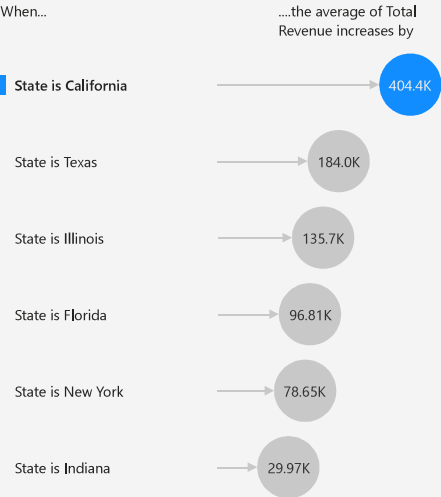 When...
....the average of Total
Revenue increases by
State is California
404.4K
State is Texas
184.0K
State is Illinois
135.7K
State is Florida
96.81K
State is New York
78.65K
State is Indiana
29.97K